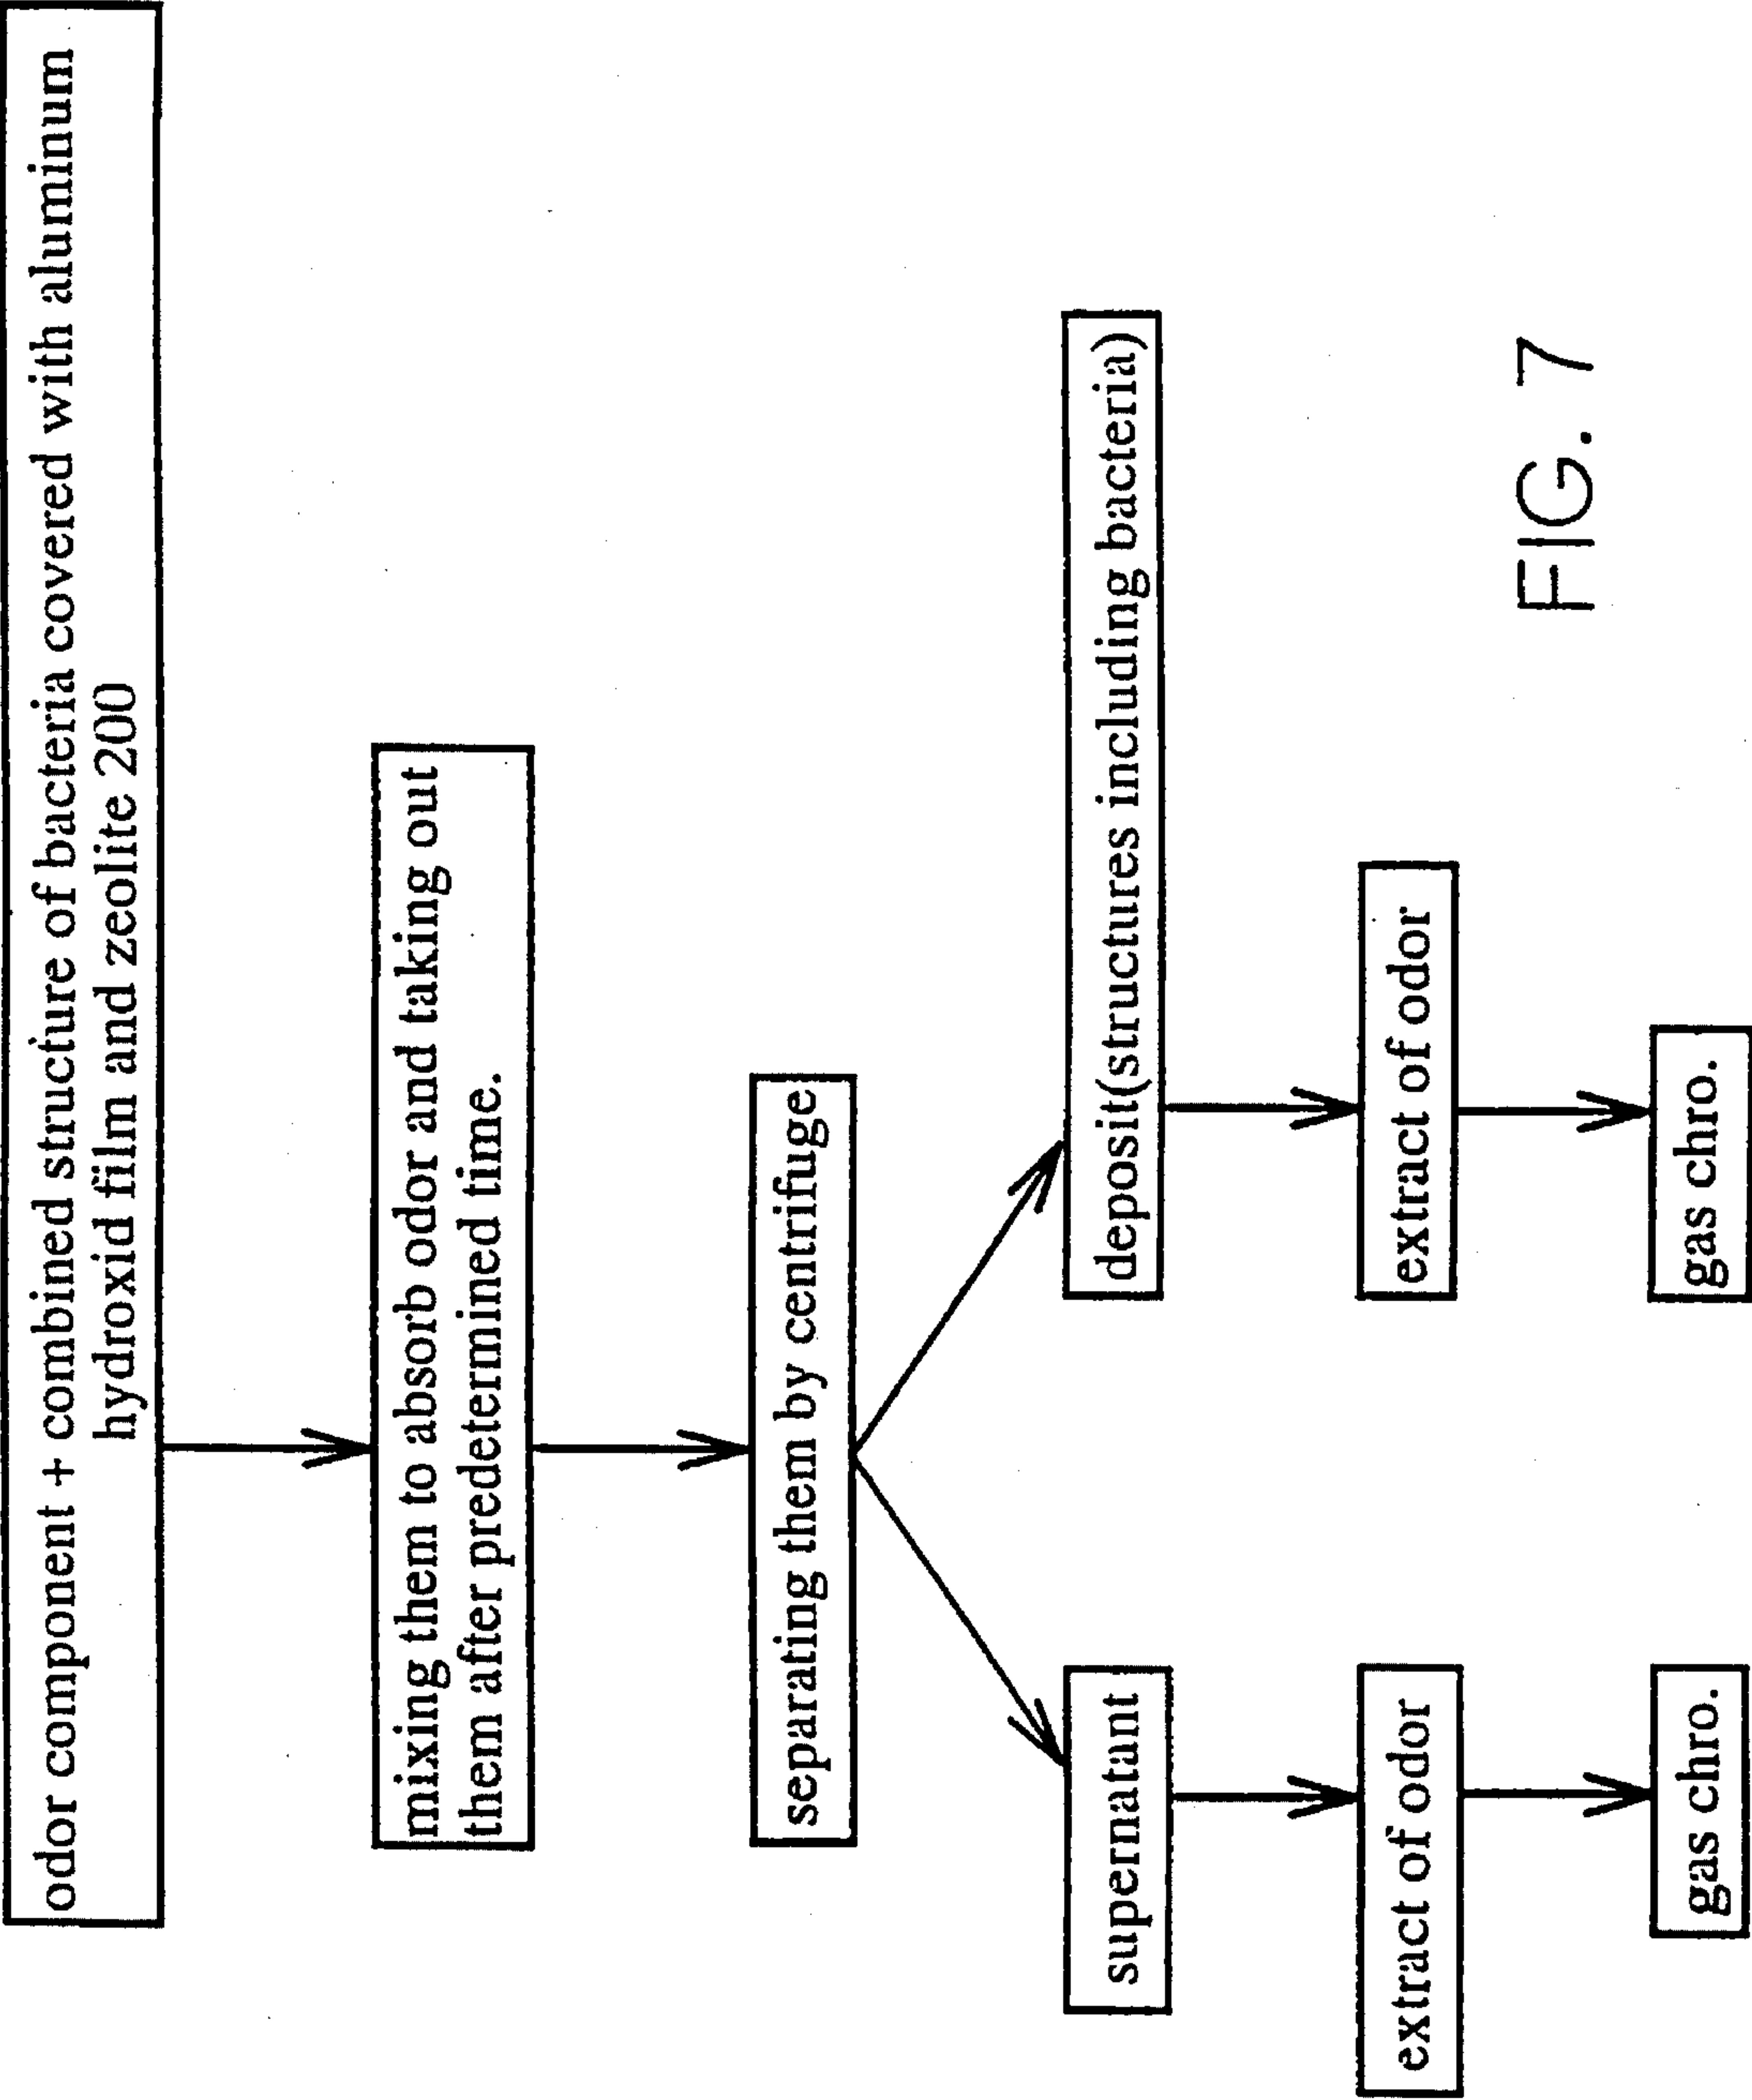 odor component + combined structure of bacteria covered with aluminum
hydroxid film and zeolite 200
mixing them to absorb odor and taking out
them after predetermined time.
separating them by centrifuge
supernatant
deposit(structures including bacteria)
extract of odor
extract of odor
gas chro.
gas chro.
FIG. 7